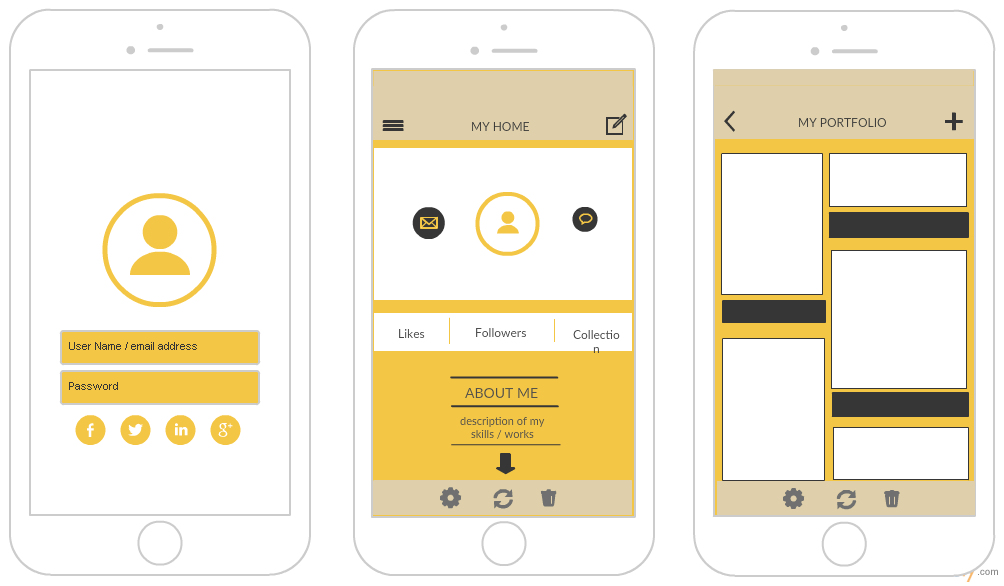 User Name / email address
Password
f
in
g+
MY HOME
Likes
Followers
Collectio
n
ABOUT ME
description of my
skills / works
MY PORTFOLIO
.com